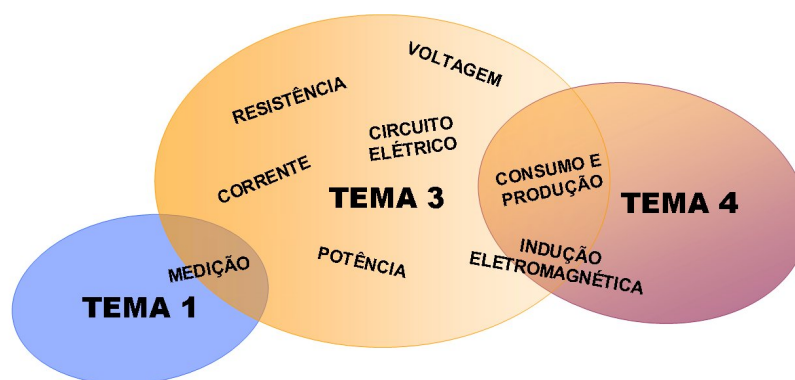 VOLTAGEM
RESISTÊNCIA
CIRCUITO
ELÉTRICO
CORRENTE
TEMA 3
CONSUMO E
PRODUÇÃO
TEMA 4
MEDIÇÃO
POTÊNCIA
INDUÇÃO
ELETROMAGNÉTICA
TEMA 1